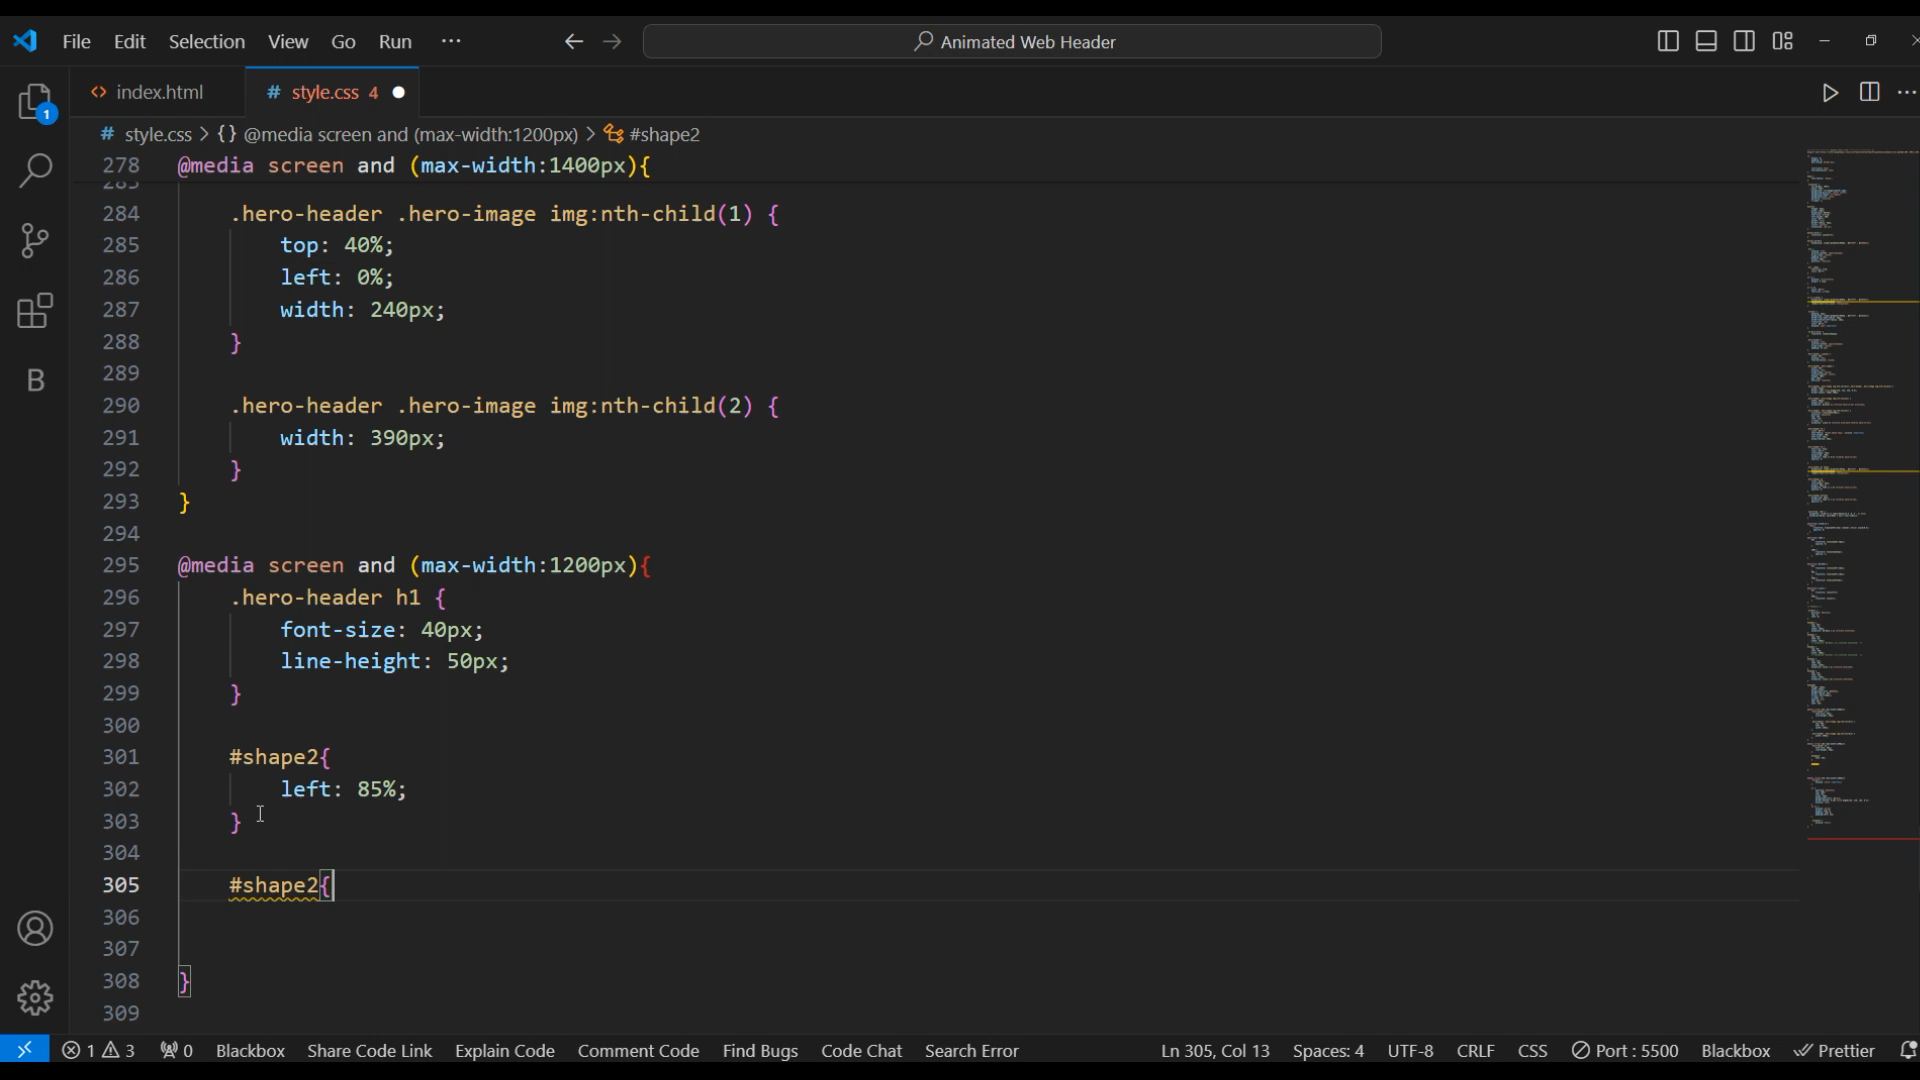 File Edit Selection View Go Run ··· ← → Animated Web Header
1
index.html # style.css 4
# style.css > {} @media screen and (max-width:1200px) > #shape2
278 @media screen and (max-width:1400px){
284 .hero-header .hero-image img:nth-child(1) {
285 top: 40%;
286 left: 0%;
287 width: 240px;
288 }
289
290 .hero-header .hero-image img:nth-child(2) {
291 width: 390px;
292 }
293 }
294
295 @media screen and (max-width:1200px){
296 .hero-header h1 {
297 font-size: 40px;
298 line-height: 50px;
299 }
300
301 #shape2{
302 left: 85%;
303 }
304
305 #shape2{
306
307
308 }
309
B
1 3 0 Blackbox Share Code Link Explain Code Comment Code Find Bugs Code Chat Search Error Ln 305, Col 13 Spaces: 4 UTF-8 CRLF CSS Port : 5500 Blackbox Prettier